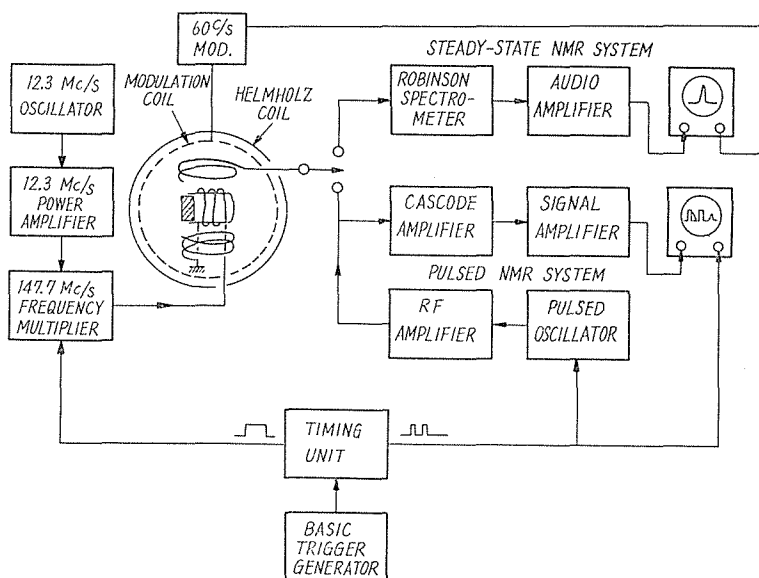 60 c/s
MOD.
STEADY-STATE NMR SYSTEM
12.3 Mc/s
OSCILLATOR
MODULATION
COIL
HELMHOLZ
COIL
ROBINSON
SPECTRO-
METER
AUDIO
AMPLIFIER
12.3 Mc/s
POWER
AMPLIFIER
CASCODE
AMPLIFIER
SIGNAL
AMPLIFIER
PULSED NMR SYSTEM
147.7 Mc/s
FREQUENCY
MULTIPLIER
RF
AMPLIFIER
PULSED
OSCILLATOR
TIMING
UNIT
BASIC
TRIGGER
GENERATOR